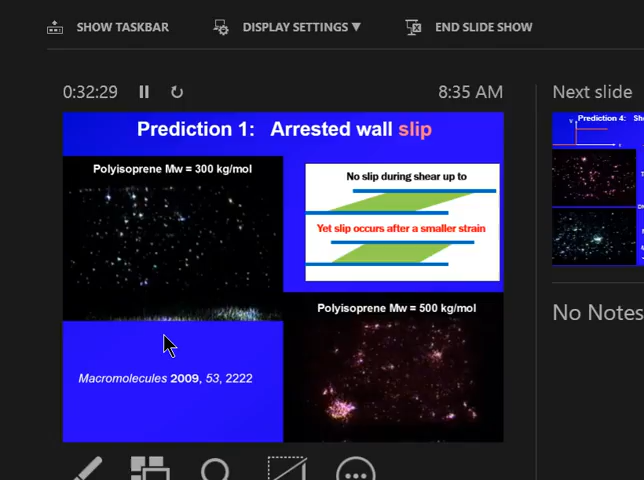 SHOW TASKBAR
DISPLAY SETTINGS ▼
END SLIDE SHOW
0:32:29
8:35 AM
Next slide
Prediction 1: Arrested wall slip
Polyisoprene Mw = 300 kg/mol
No slip during shear up to
Yet slip occurs after a smaller strain
Polyisoprene Mw = 500 kg/mol
Macromolecules 2009, 53, 2222
Prediction 4:
No Notes